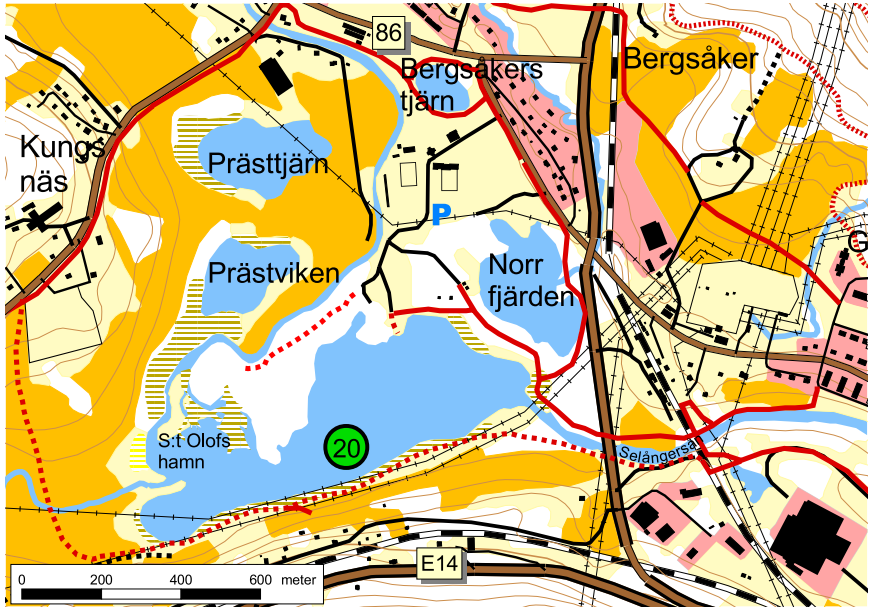 86
Bergsåkers
tjärn
Bergsåker
Kungs
näs
Prästtjärn
P
G
Prästviken
Norr
fjärden
S:t Olofs
hamn
20
Selångersån
E14
0 200 400 600 meter